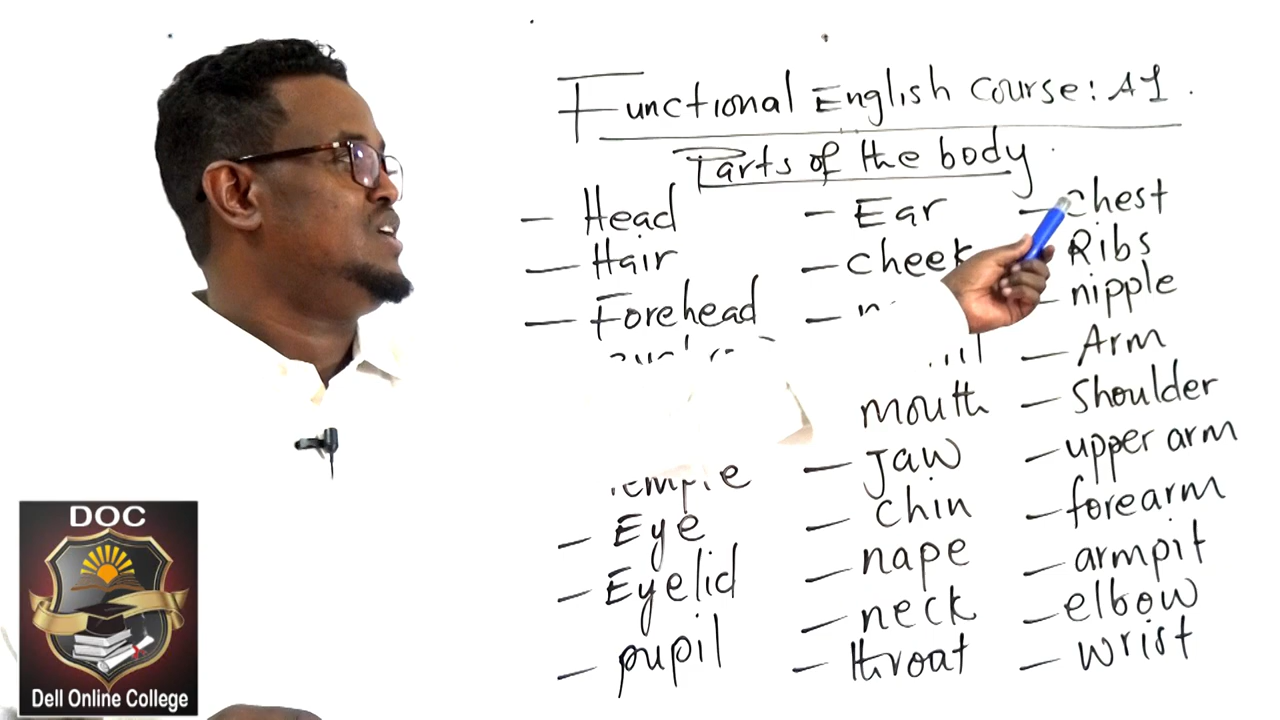 Functional English Course: A1.
Parts of the body.
- Head
- Hair
- Forehead
- Eye
- Eyelid
- pupil
- Ear
- cheek
mouth
- Jaw
- chin
- nape
- neck
- throat
- chest
Ribs
- nipple
- Arm
- Shoulder
- upper arm
- forearm
- armpit
- elbow
- wrist
DOC
Dell Online College